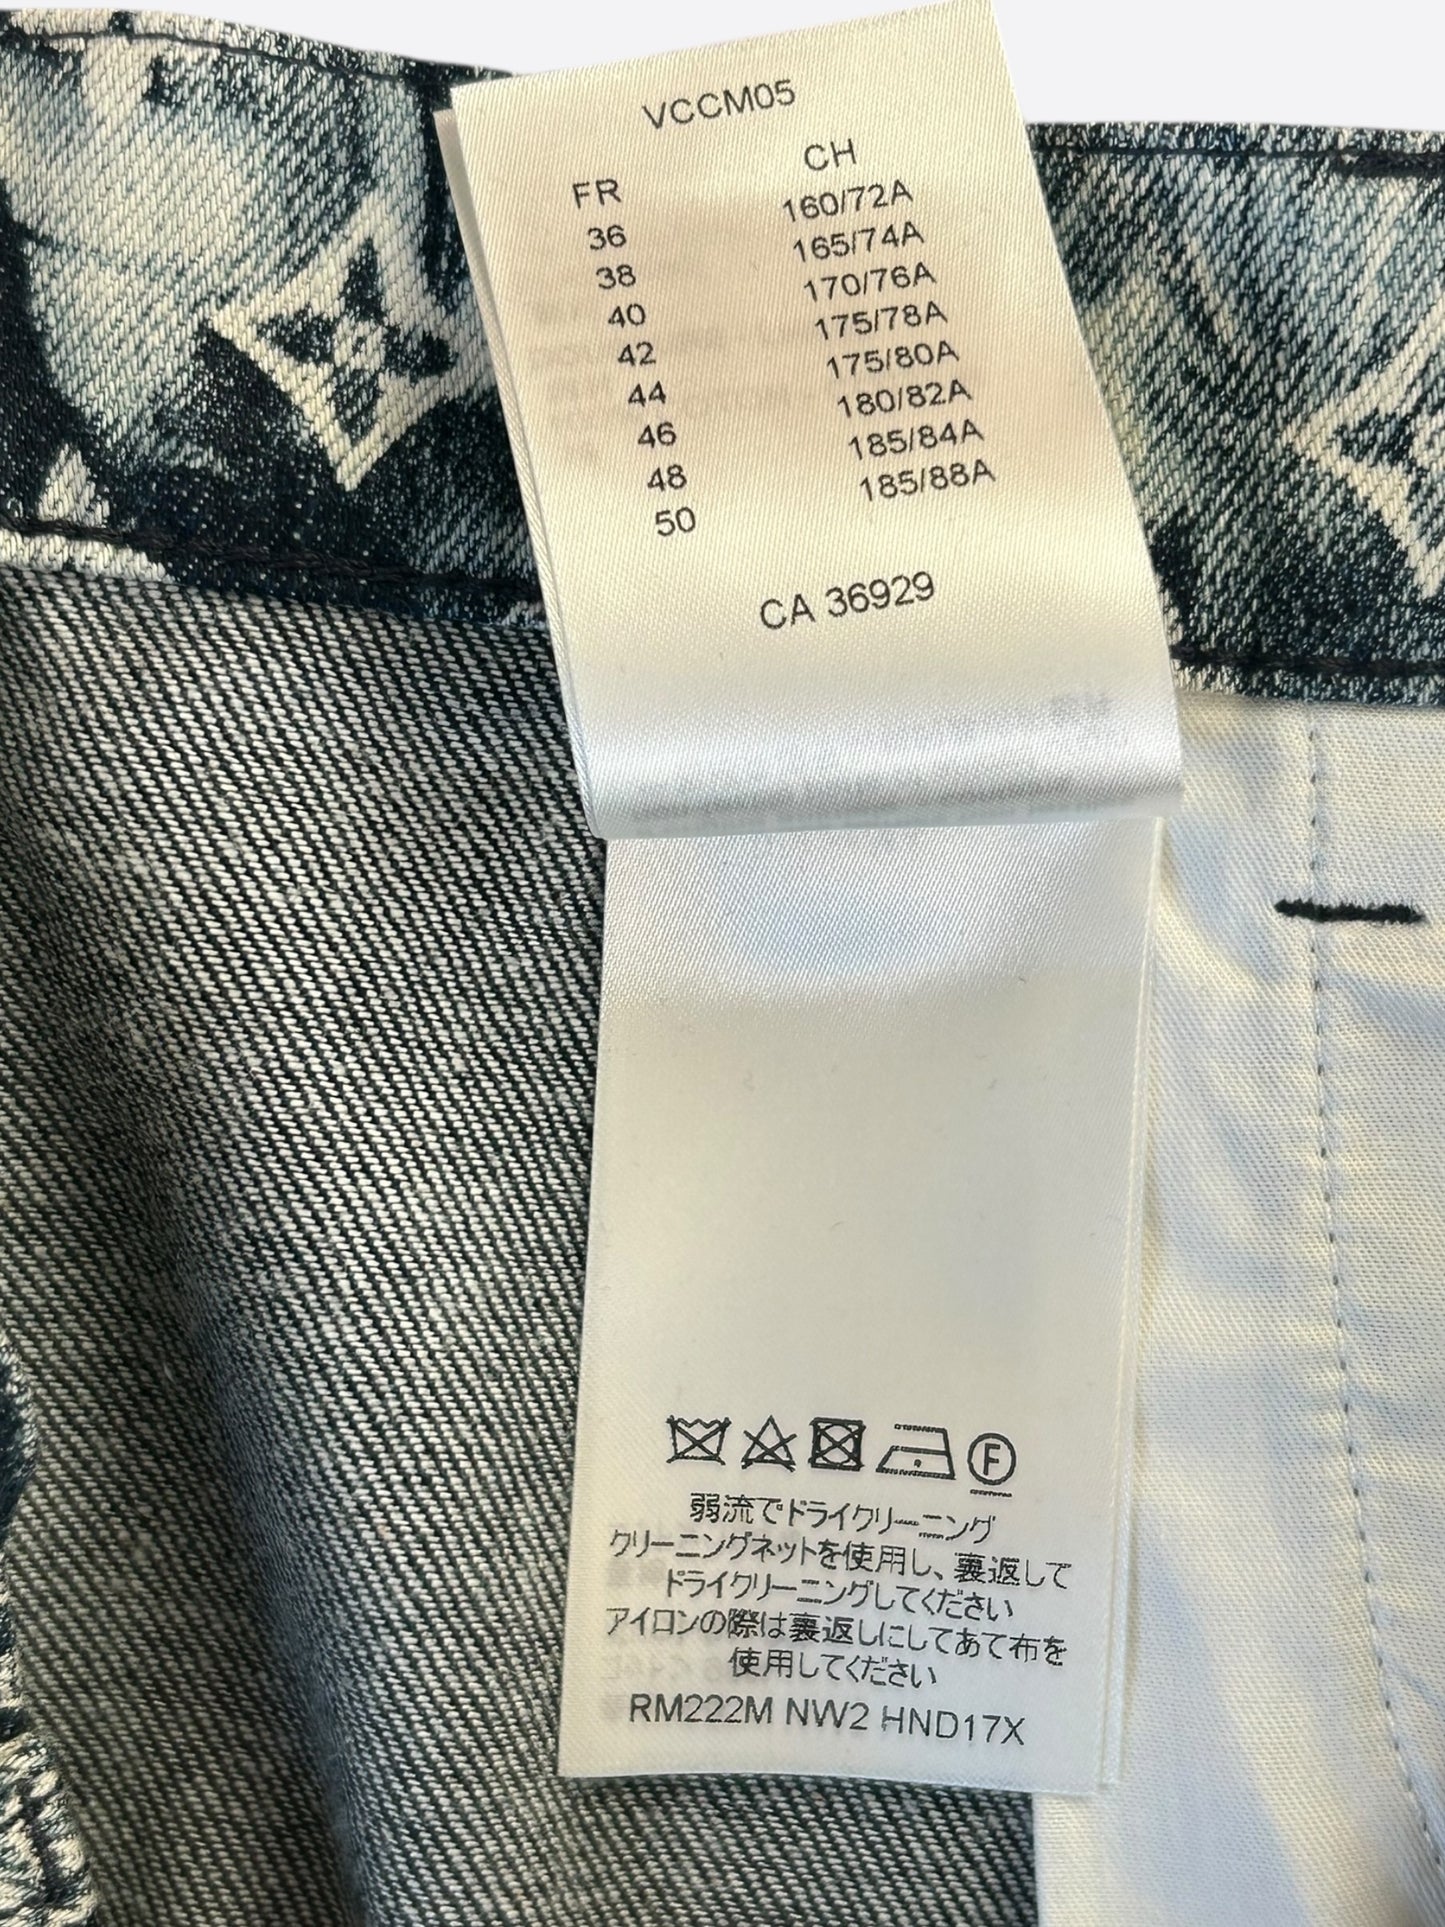 VCCM05
FR CH
36 160/72A
38 165/74A
40 170/76A
42 175/78A
44 175/80A
46 180/82A
48 185/84A
50 185/88A
CA 36929
F
弱流でドライクリーニング
クリーニングネットを使用し、裏返して
ドライクリーニングしてください
アイロンの際は裏返しにしてあて布を
使用してください
RM222M NW2 HND17X